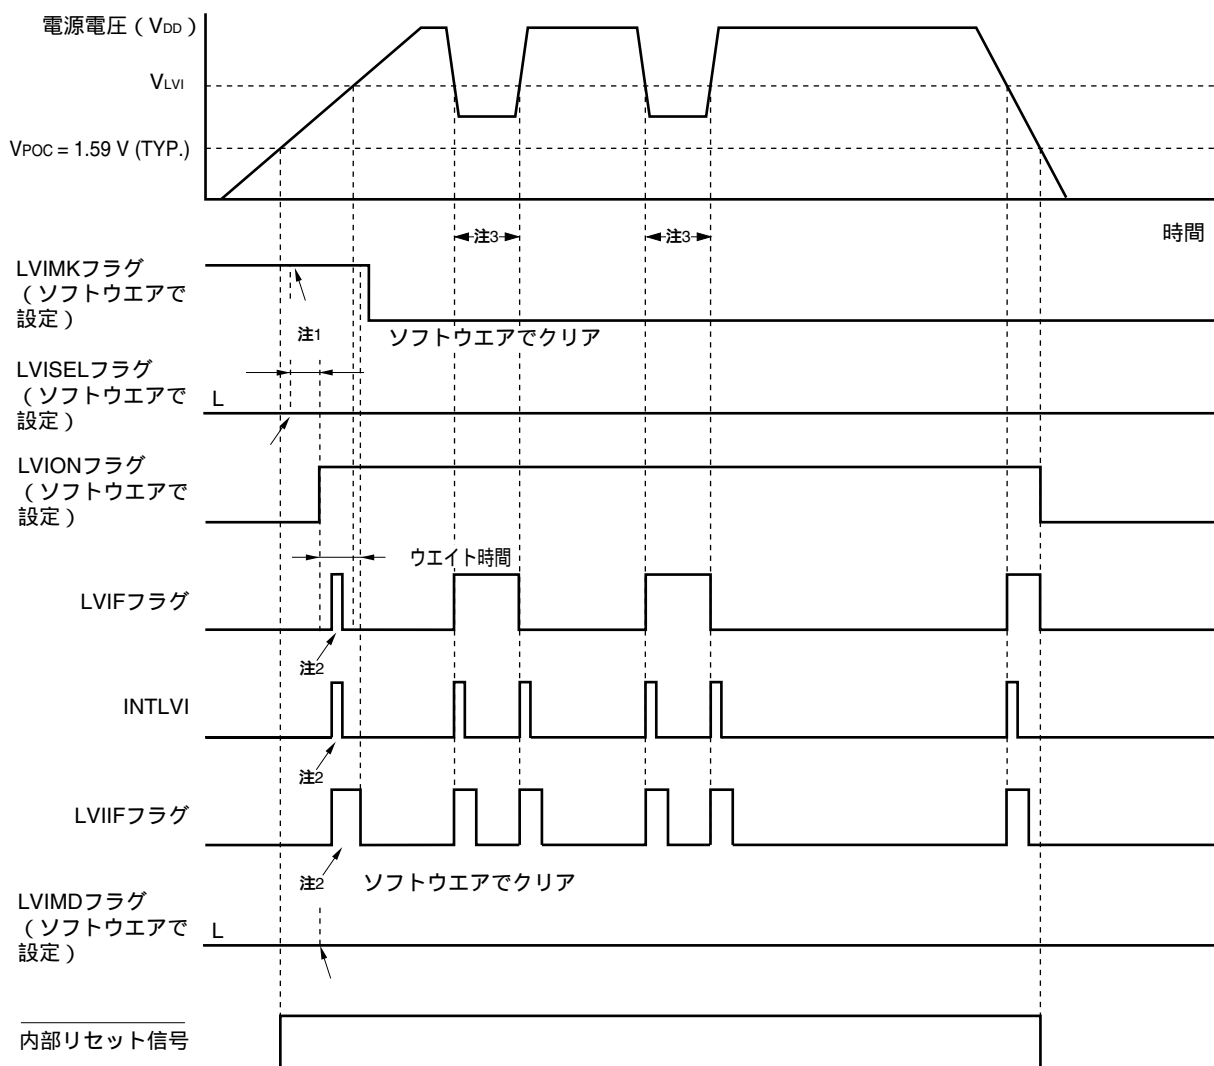 電源電圧（VDD）
VLVI
VPOC = 1.59 V (TYP.)
時間
注3
注3
LVIMKフラグ
（ソフトウエアで
設定）
注1
ソフトウエアでクリア
LVISELフラグ
（ソフトウエアで
設定）
L
LVIONフラグ
（ソフトウエアで
設定）
ウエイト時間
LVIFフラグ
注2
INTLVI
注2
LVIIFフラグ
注2
ソフトウエアでクリア
LVIMDフラグ
（ソフトウエアで
設定）
L
内部リセット信号